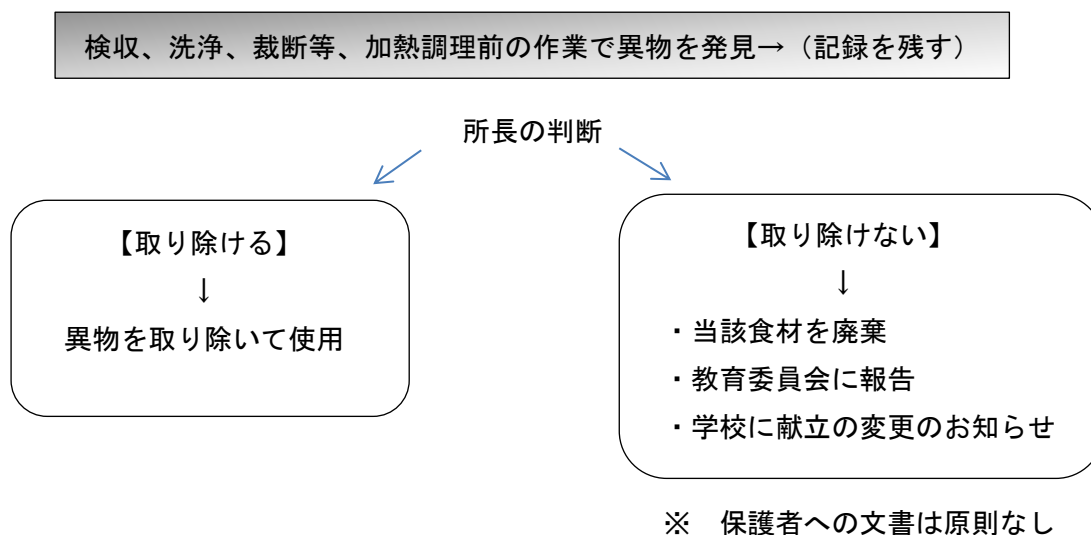 検収、洗浄、裁断等、加熱調理前の作業で異物を発見→（記録を残す）
所長の判断
【取り除ける】
↓
異物を取り除いて使用
【取り除けない】
↓
・当該食材を廃棄
・教育委員会に報告
・学校に献立の変更のお知らせ
※　保護者への文書は原則なし